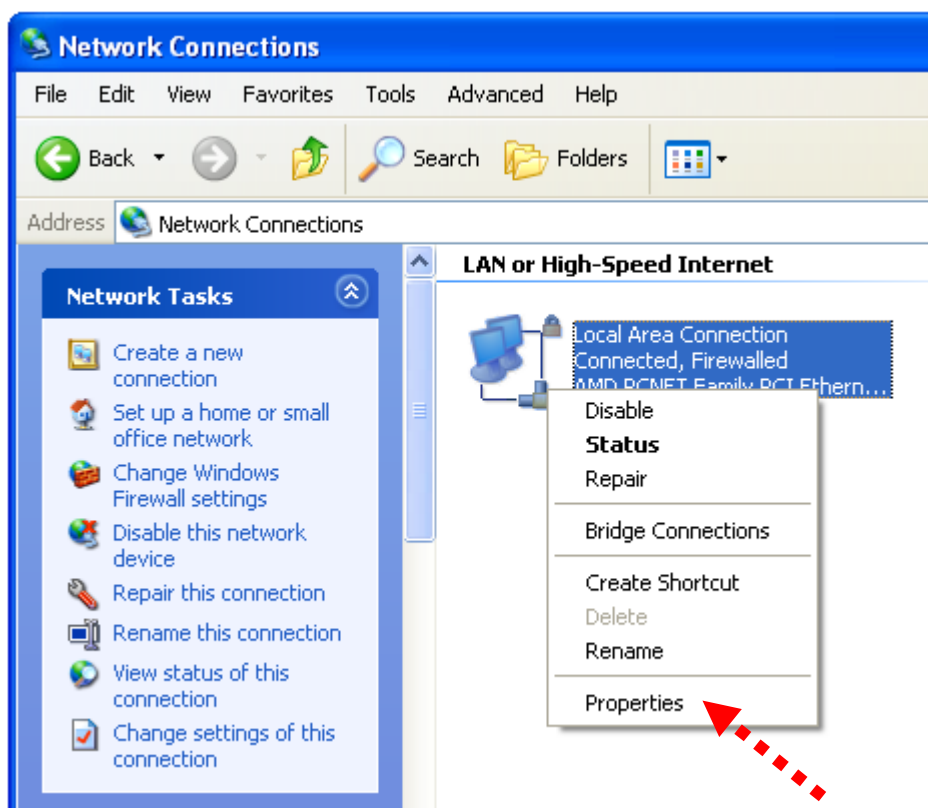 Network Connections
File Edit View Favorites Tools Advanced Help
Back Search Folders
Address Network Connections
Network Tasks
Create a new
connection
Set up a home or small
office network
Change Windows
Firewall settings
Disable this network
device
Repair this connection
Rename this connection
View status of this
connection
Change settings of this
connection
LAN or High-Speed Internet
Local Area Connection
Connected, Firewalled
AMD PCNET Family PCI Ethern...
Disable
Status
Repair
Bridge Connections
Create Shortcut
Delete
Rename
Properties